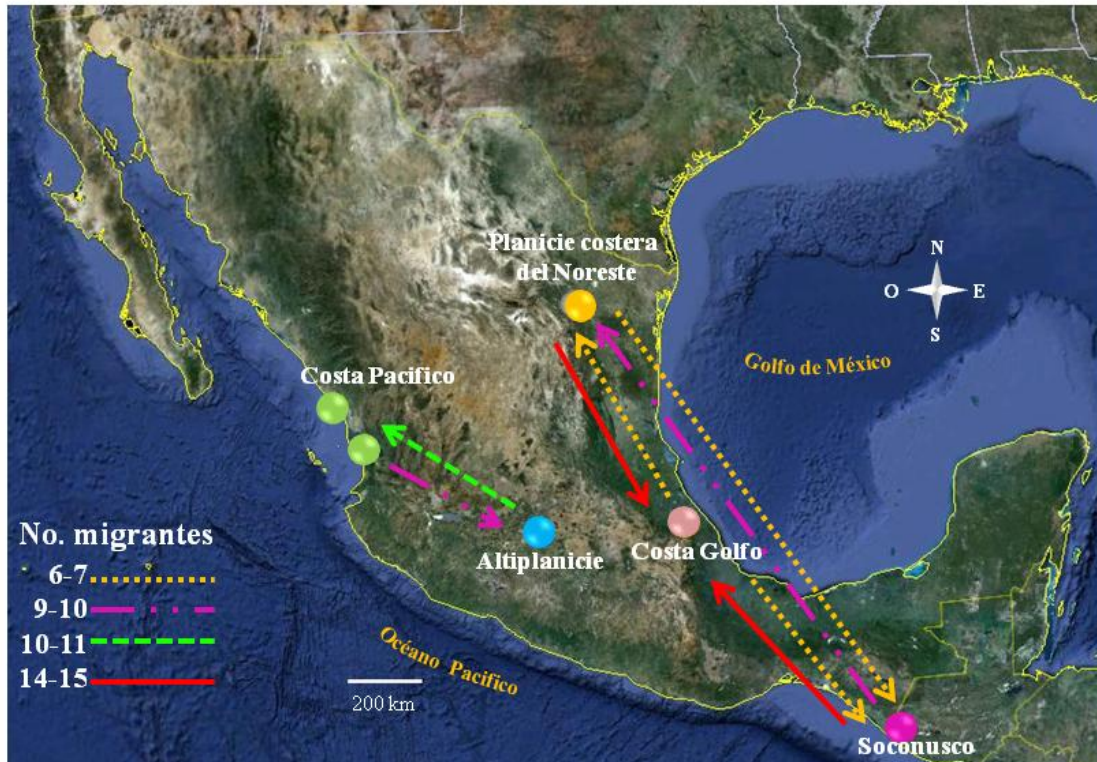 Planicie costera
del Noreste
N
O
E
S
Golfo de México
Costa Pacifico
No. migrantes
6-7
9-10
10-11
14-15
Altiplanicie
Costa Golfo
Océano Pacifico
200 km
Soconusco